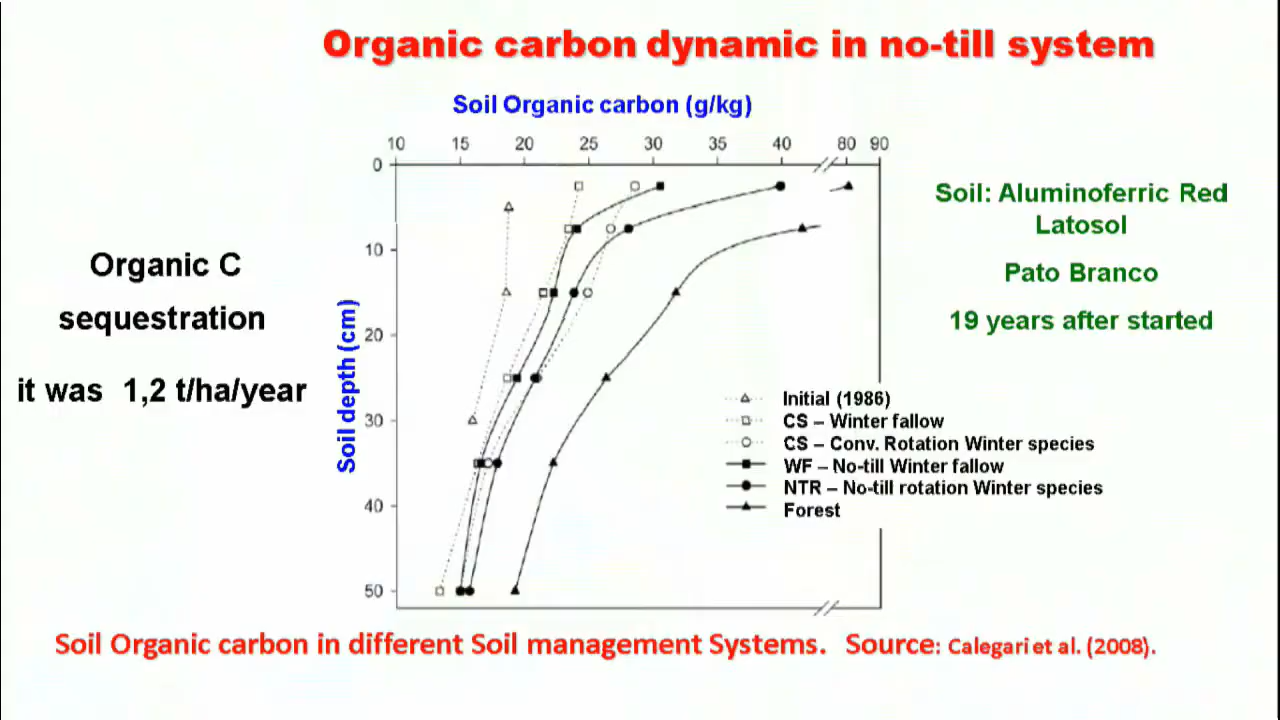 Organic carbon dynamic in no-till system
Soil Organic carbon (g/kg)
10 15 20 25 30 35 40 80 90
0
10
20
30
40
50
Soil depth (cm)
Organic C
sequestration
it was 1,2 t/ha/year
Soil: Aluminoferric Red
Latosol
Pato Branco
19 years after started
Initial (1986)
CS – Winter fallow
CS – Conv. Rotation Winter species
WF – No-till Winter fallow
NTR – No-till rotation Winter species
Forest
Soil Organic carbon in different Soil management Systems. Source: Calegari et al. (2008).